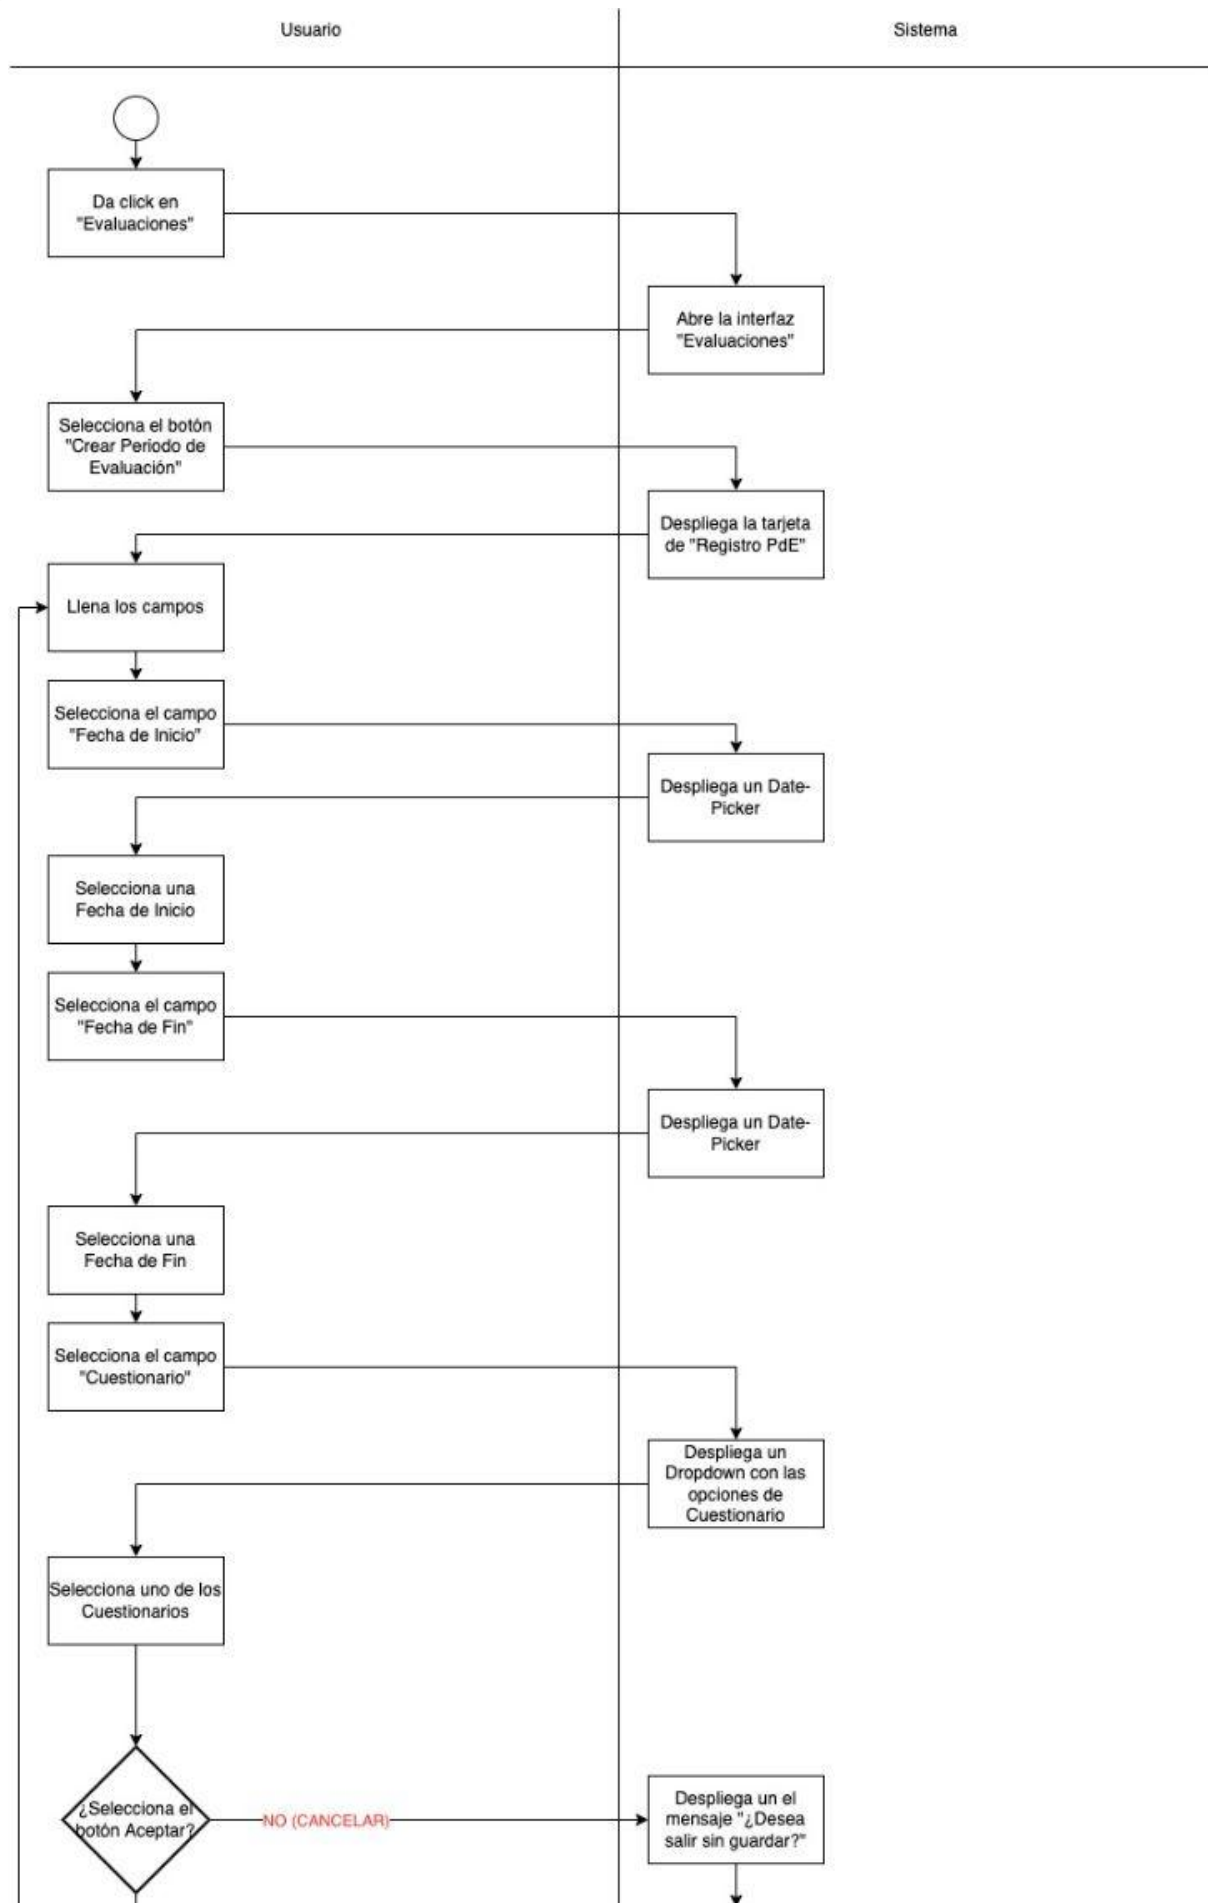 Usuario
Sistema
Da click en
"Evaluaciones"
Abre la interfaz
"Evaluaciones"
Selecciona el botón
"Crear Periodo de
Evaluación"
Despliega la tarjeta
de "Registro PdE"
Llena los campos
Selecciona el campo
"Fecha de Inicio"
Despliega un Date-
Picker
Selecciona una
Fecha de Inicio
Selecciona el campo
"Fecha de Fin"
Despliega un Date-
Picker
Selecciona una
Fecha de Fin
Selecciona el campo
"Cuestionario"
Despliega un
Dropdown con las
opciones de
Cuestionario
Selecciona uno de los
Cuestionarios
¿Selecciona el
botón Aceptar?
NO (CANCELAR)
Despliega un el
mensaje "¿Desea
salir sin guardar?"